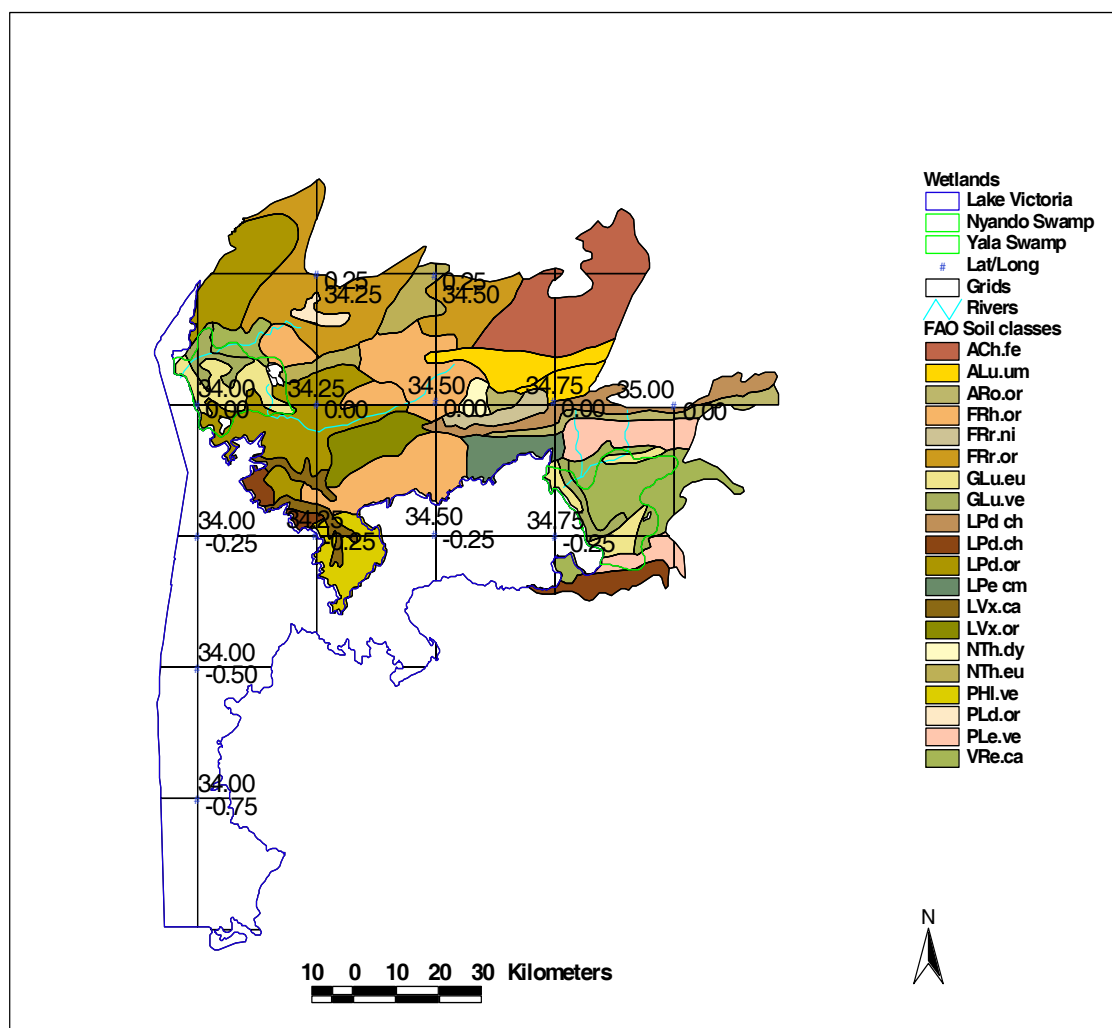 Wetlands
Lake Victoria
Nyando Swamp
Yala Swamp
# Lat/Long
Grids
Rivers
FAO Soil classes
ACh.fe
ALu.um
ARo.or
FRh.or
FRr.ni
FRr.or
GLu.eu
GLu.ve
LPd ch
LPd.ch
LPd.or
LPe cm
LVx.ca
LVx.or
NTh.dy
NTh.eu
PHl.ve
PLd.or
PLe.ve
VRe.ca
0.25
34.25
0.25
34.50
34.00
0.00
34.25
0.00
34.50
0.00
34.75
0.00
35.00
0.00
34.00
-0.25
34.25
-0.25
34.50
-0.25
34.75
-0.25
34.00
-0.50
34.00
-0.75
N
10 0 10 20 30 Kilometers